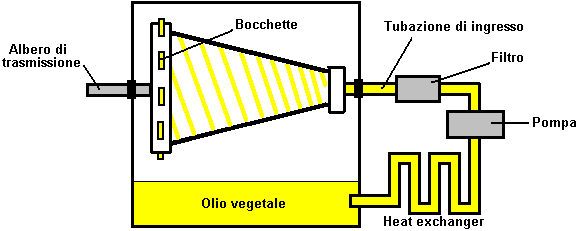 Bocchette
Tubazione di ingresso
Albero di
trasmissione
Filtro
Pompa
Olio vegetale
Heat exchanger